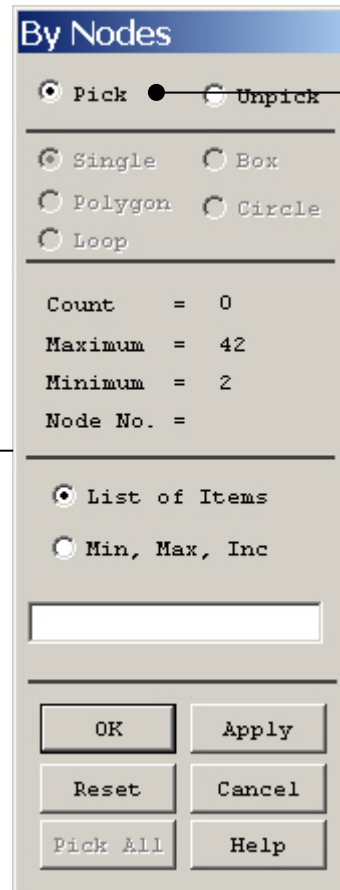 By Nodes
Pick Unpick
Single Box
Polygon Circle
Loop
Count = 0
Maximum = 42
Minimum = 2
Node No. =
List of Items
Min, Max, Inc
OK Apply
Reset Cancel
Pick All Help